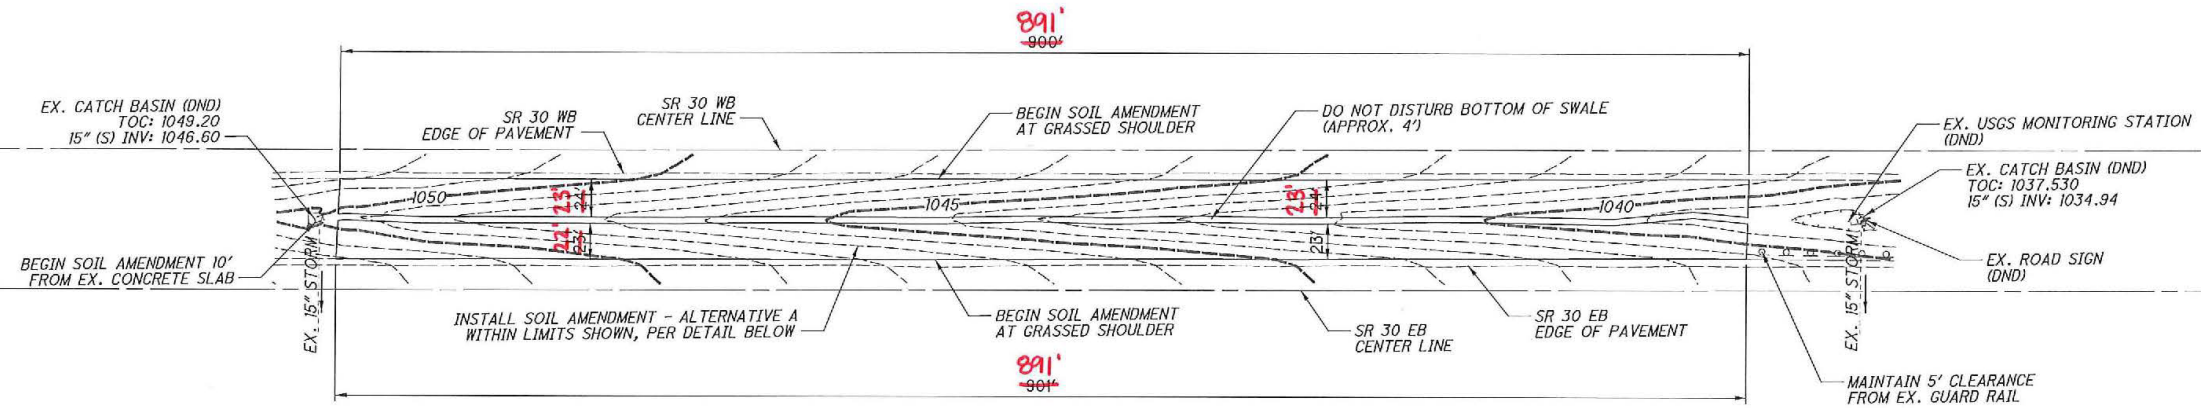 891'
900'
EX. CATCH BASIN (DND)
TOC: 1049.20
15" (S) INV: 1046.60
SR 30 WB
EDGE OF PAVEMENT
SR 30 WB
CENTER LINE
BEGIN SOIL AMENDMENT
AT GRASSED SHOULDER
DO NOT DISTURB BOTTOM OF SWALE
(APPROX. 4')
EX. USGS MONITORING STATION
(DND)
EX. CATCH BASIN (DND)
TOC: 1037.530
15" (S) INV: 1034.94
1050
23'
24'
1045
23'
24'
1040
22'
23'
23'
BEGIN SOIL AMENDMENT 10'
FROM EX. CONCRETE SLAB
EX. 15" STORM
INSTALL SOIL AMENDMENT - ALTERNATIVE A
WITHIN LIMITS SHOWN, PER DETAIL BELOW
BEGIN SOIL AMENDMENT
AT GRASSED SHOULDER
SR 30 EB
CENTER LINE
SR 30 EB
EDGE OF PAVEMENT
EX. 15" STORM
EX. ROAD SIGN
(DND)
MAINTAIN 5' CLEARANCE
FROM EX. GUARD RAIL
891'
901'